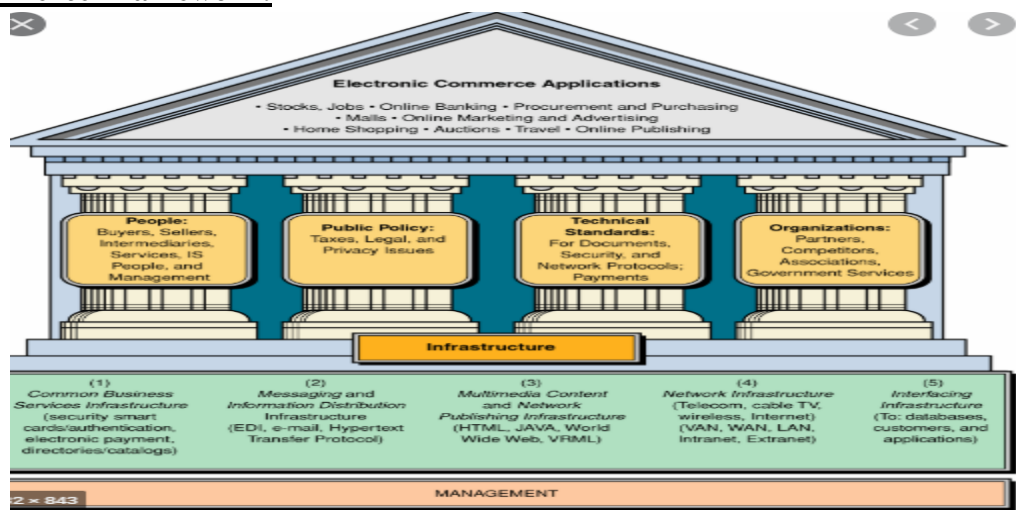 Electronic Commerce Applications
• Stocks, Jobs • Online Banking • Procurement and Purchasing
• Malls • Online Marketing and Advertising
• Home Shopping • Auctions • Travel • Online Publishing
People:
Buyers, Sellers,
Intermediaries,
Services, IS
People, and
Management
Public Policy:
Taxes, Legal, and
Privacy Issues
Technical
Standards:
For Documents,
Security, and
Network Protocols;
Payments
Organizations:
Partners,
Competitors,
Associations,
Government Services
Infrastructure
(1)
Common Business
Services Infrastructure
(security smart
cards/authentication,
electronic payment,
directories/catalogs)
(2)
Messaging and
Information Distribution
Infrastructure
(EDI, e-mail, Hypertext
Transfer Protocol)
(3)
Multimedia Content
and Network
Publishing Infrastructure
(HTML, JAVA, World
Wide Web, VRML)
(4)
Network Infrastructure
(Telecom, cable TV,
wireless, Internet)
(VAN, WAN, LAN,
Intranet, Extranet)
(5)
Interfacing
Infrastructure
(To: databases,
customers, and
applications)
MANAGEMENT
2 × 843